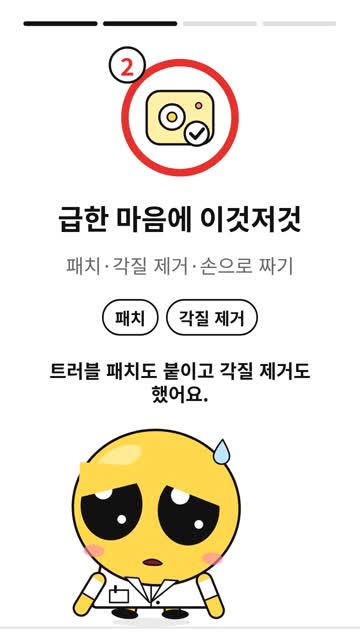 2
급한 마음에 이것저것
패치·각질 제거·손으로 짜기
패치
각질 제거
트러블 패치도 붙이고 각질 제거도
했어요.